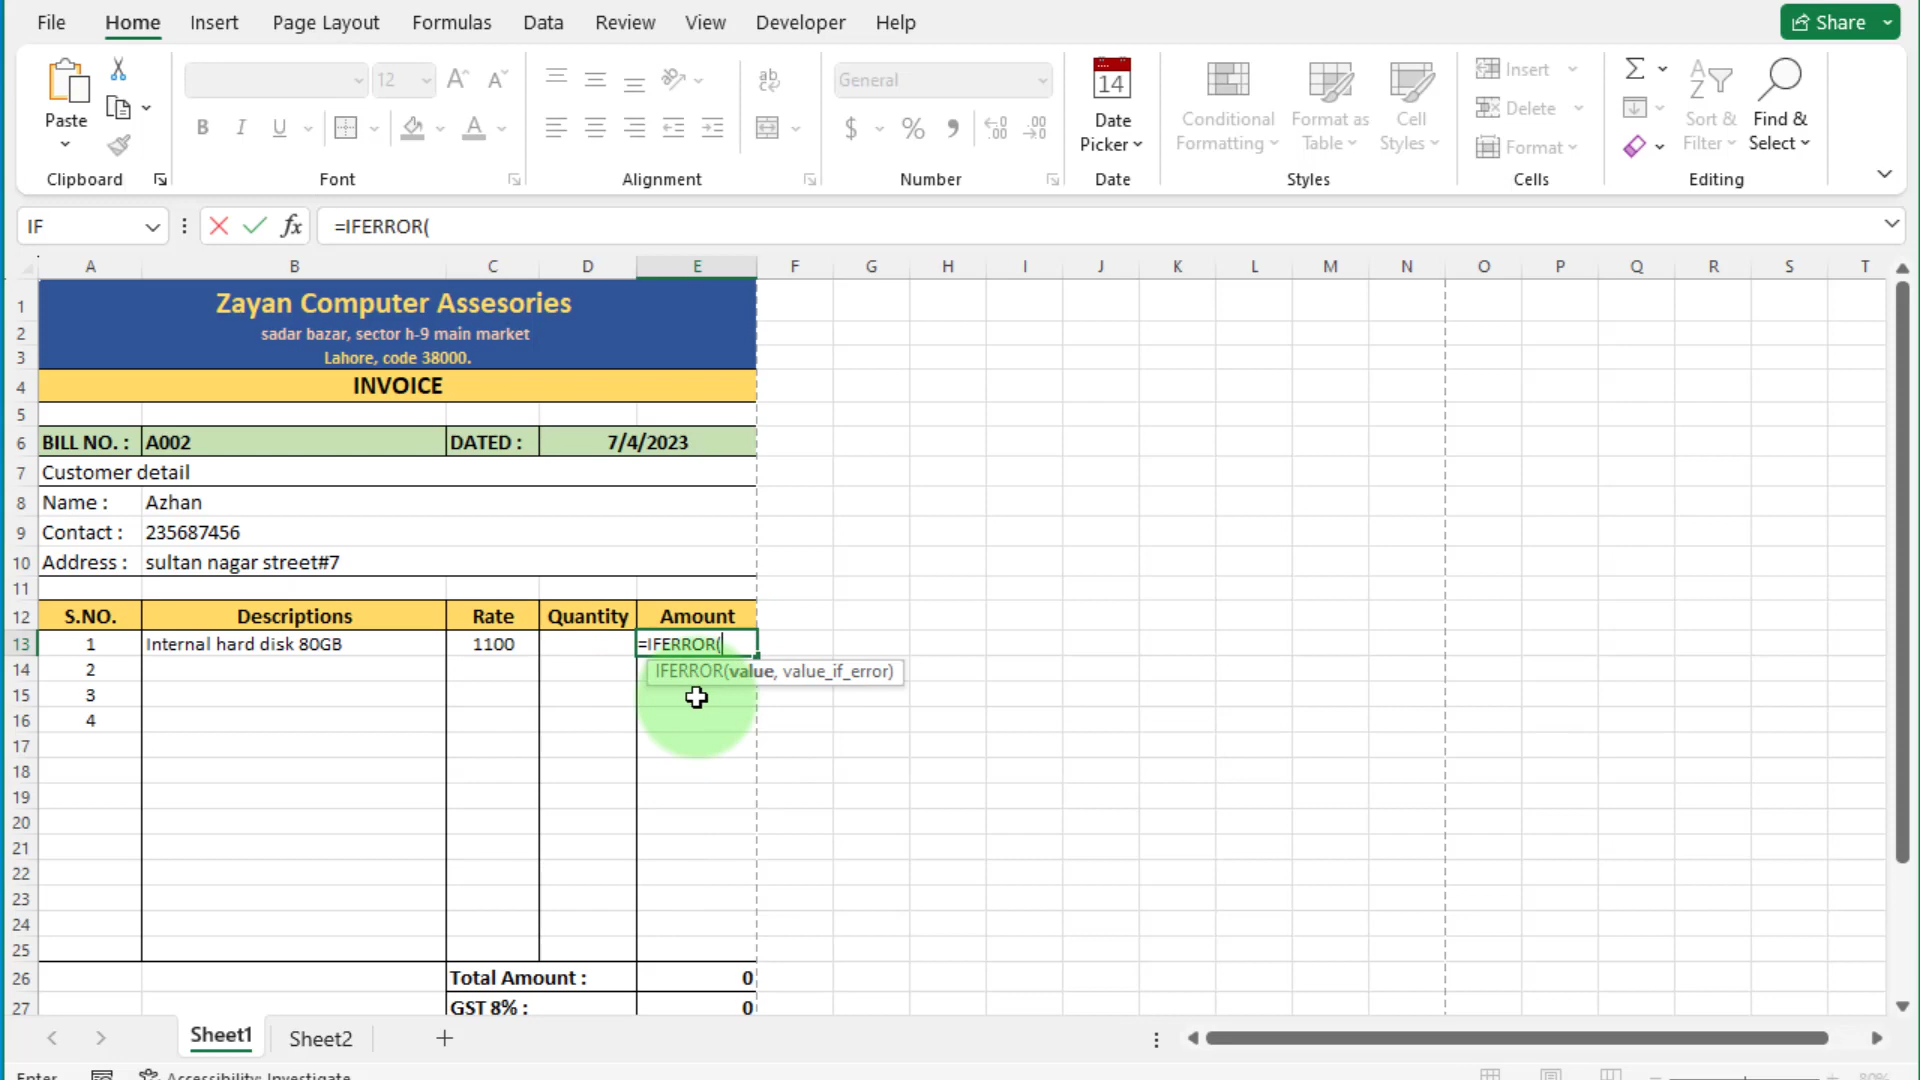 File Home Insert Page Layout Formulas Data Review View Developer Help Share
Paste
Clipboard
12
Font
ab
Alignment
General
$ % 9
Number
14
Date
Picker
Date
Conditional
Formatting
Format as
Table
Cell
Styles
Styles
Insert
Delete
Format
Cells
Sort &
Filter
Find &
Select
Editing
IF fx =IFERROR(
A B C D E F G H I J K L M N O P Q R S T
1 Zayan Computer Assesories
2 sadar bazar, sector h-9 main market
3 Lahore, code 38000.
4 INVOICE
5
6 BILL NO. : A002 DATED : 7/4/2023
7 Customer detail
8 Name : Azhan
9 Contact : 235687456
10 Address : sultan nagar street#7
11
12 S.NO. Descriptions Rate Quantity Amount
13 1 Internal hard disk 80GB 1100 =IFERROR(
IFERROR(value, value_if_error)
14 2
15 3
16 4
17
18
19
20
21
22
23
24
25
26 Total Amount : 0
27 GST 8% : 0
Sheet1 Sheet2
Enter Accessibility: Investigate 80%